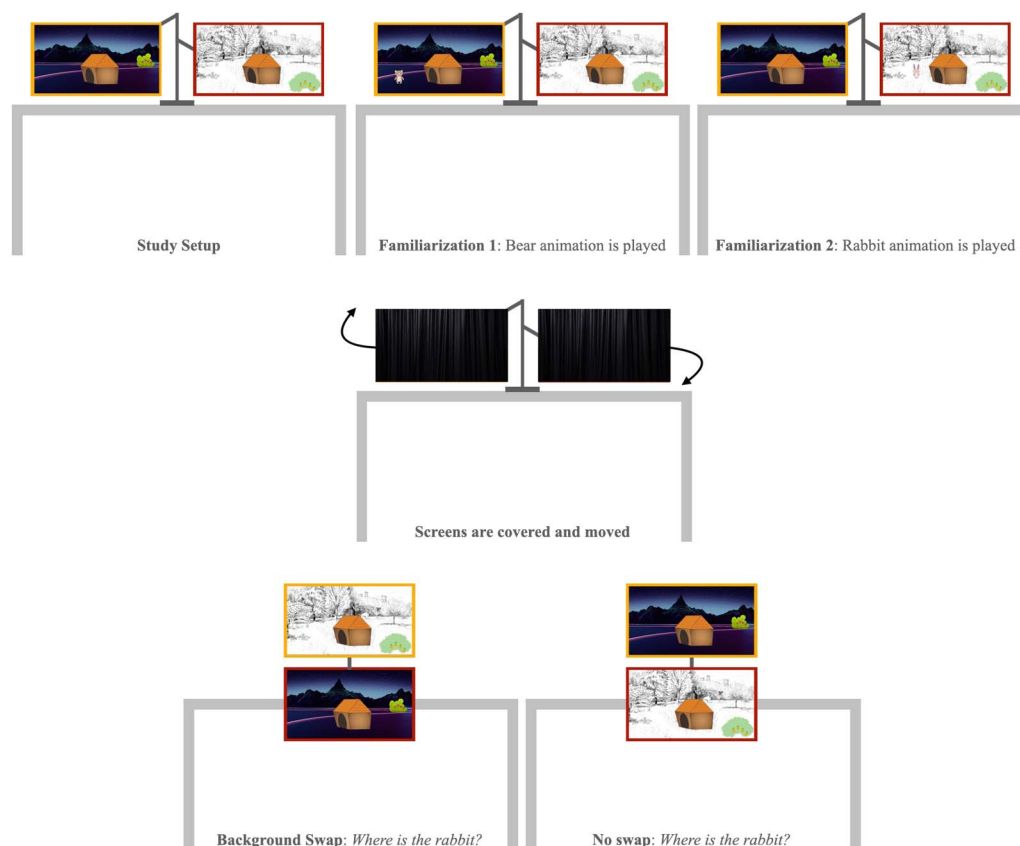 Study Setup
Familiarization 1: Bear animation is played
Familiarization 2: Rabbit animation is played
Screens are covered and moved
Background Swap: Where is the rabbit?
No swap: Where is the rabbit?